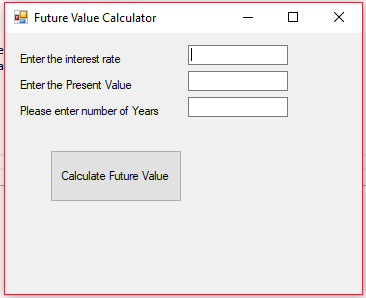 Future Value Calculator
Enter the interest rate
Enter the Present Value
Please enter number of Years
Calculate Future Value